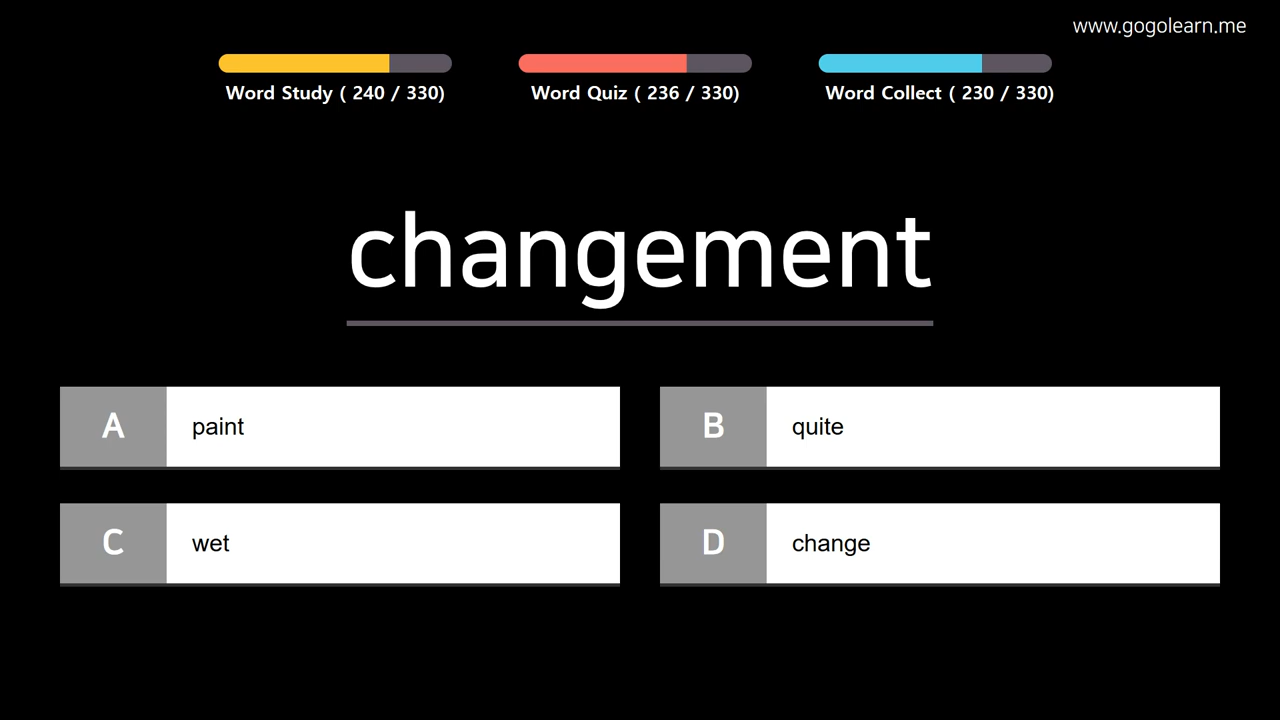 www.gogolearn.me
Word Study ( 240 / 330)
Word Quiz ( 236 / 330)
Word Collect ( 230 / 330)
changement
A paint
B quite
C wet
D change